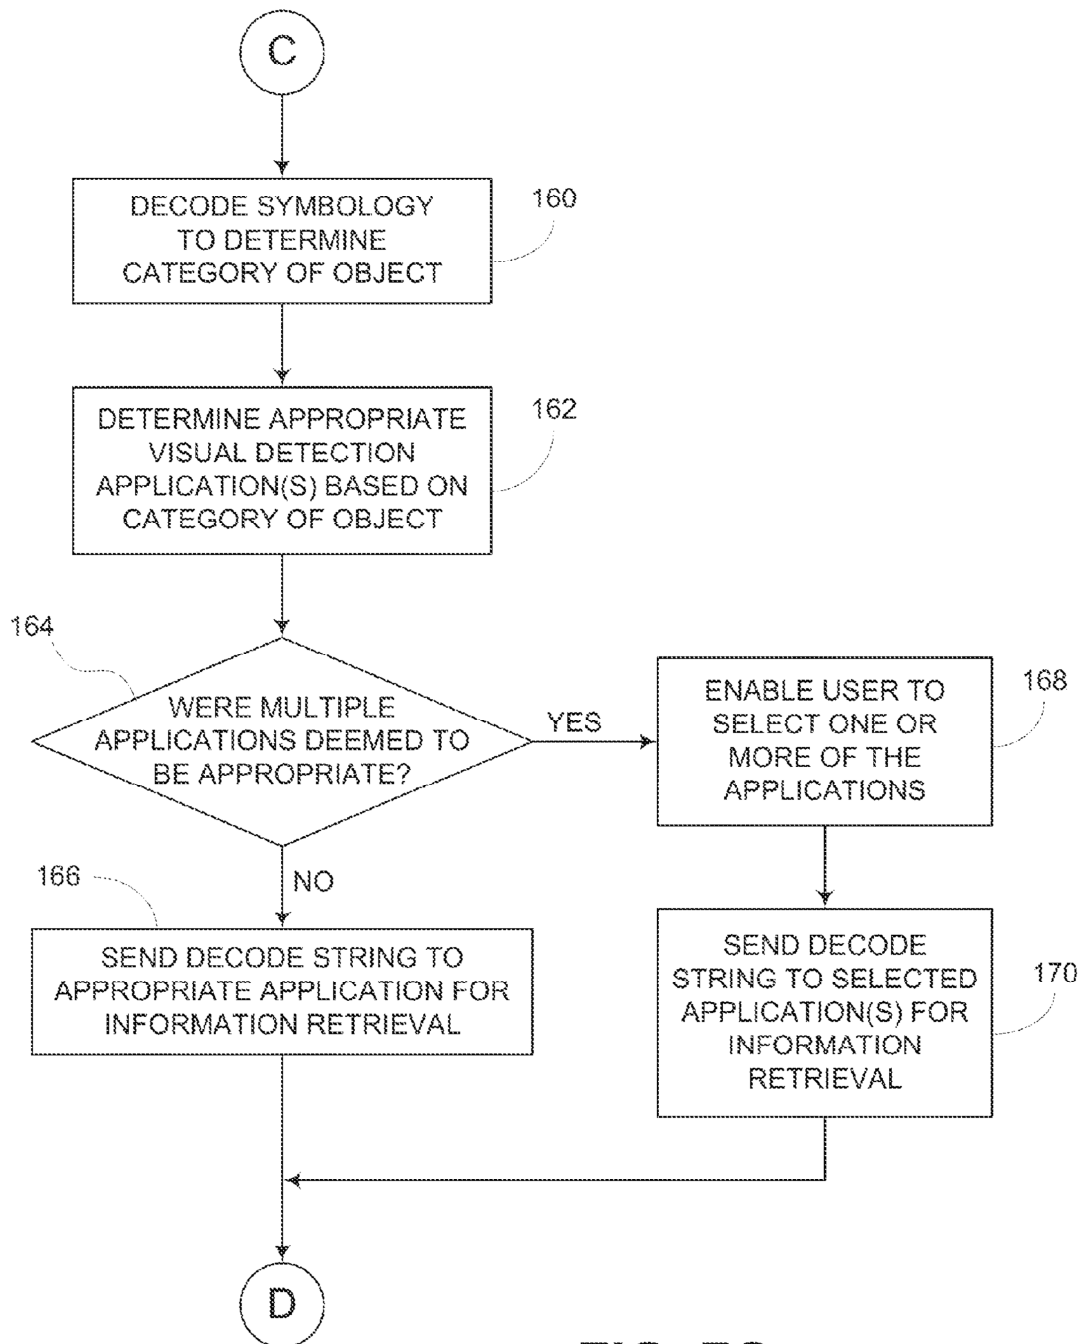 C
DECODE SYMBOLOGY
TO DETERMINE
CATEGORY OF OBJECT
160
DETERMINE APPROPRIATE
VISUAL DETECTION
APPLICATION(S) BASED ON
CATEGORY OF OBJECT
162
164
WERE MULTIPLE
APPLICATIONS DEEMED TO
BE APPROPRIATE?
YES
ENABLE USER TO
SELECT ONE OR
MORE OF THE
APPLICATIONS
168
NO
166
SEND DECODE STRING TO
APPROPRIATE APPLICATION FOR
INFORMATION RETRIEVAL
SEND DECODE
STRING TO SELECTED
APPLICATION(S) FOR
INFORMATION
RETRIEVAL
170
D